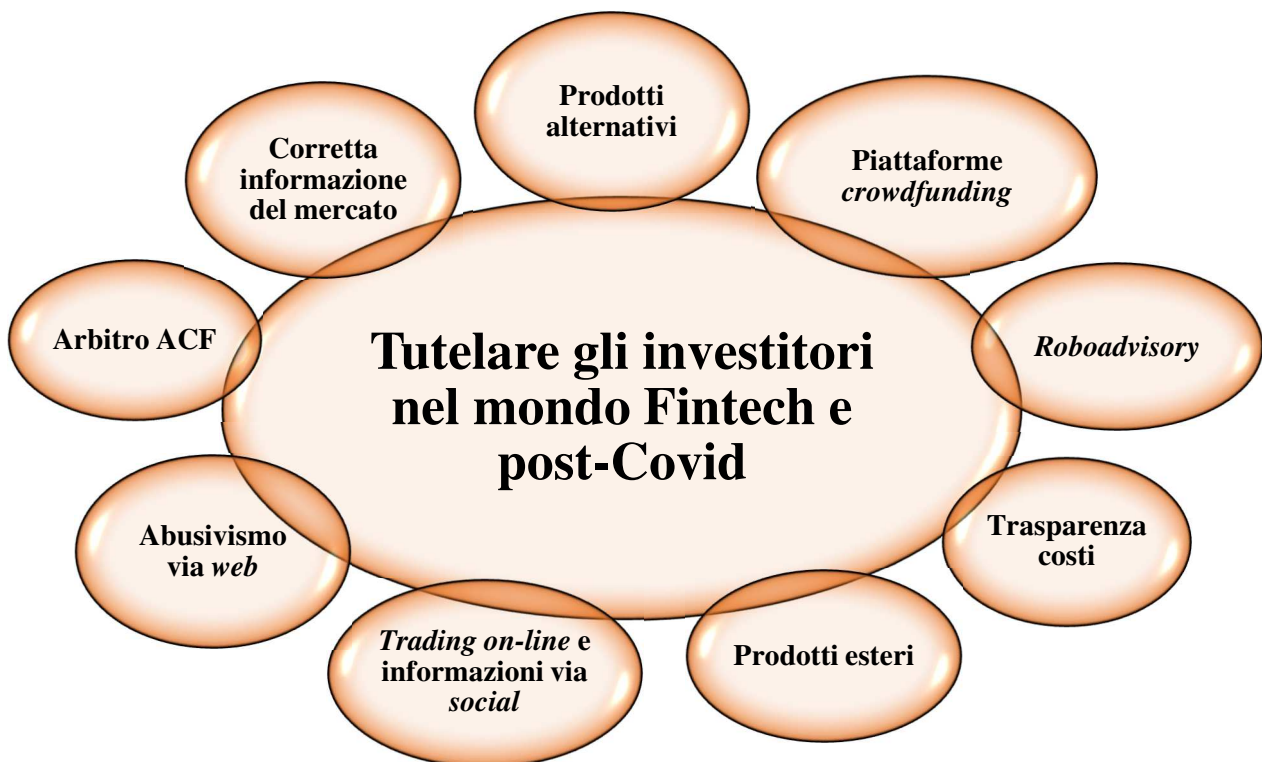 Prodotti
alternativi
Corretta
informazione
del mercato
Piattaforme
crowdfunding
Arbitro ACF
Tutelare gli investitori
nel mondo Fintech e
post-Covid
Roboadvisory
Abusivismo
via web
Trasparenza
costi
Trading on-line e
informazioni via
social
Prodotti esteri